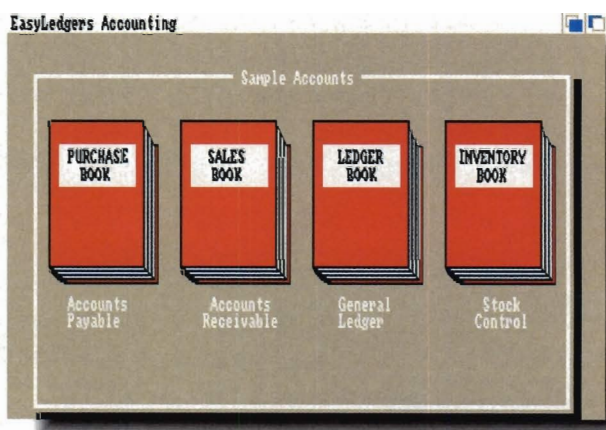 EasyLedgers Accounting
Sample Accounts
PURCHASE
BOOK
SALES
BOOK
LEDGER
BOOK
INVENTORY
BOOK
Accounts
Payable
Accounts
Receivable
General
Ledger
Stock
Control